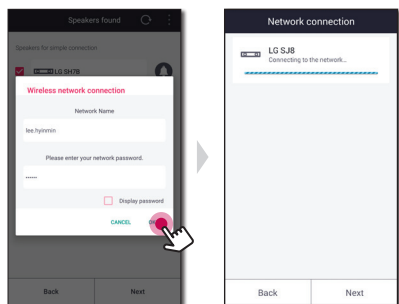 Speakers found
Speakers for simple connection
LG SH7B
Wireless network connection
Network Name
lee.hyinmin
Please enter your network password.
••••••
Display password
CANCEL
Back
Next
Network connection
LG SJ8
Connecting to the network...
Back
Next